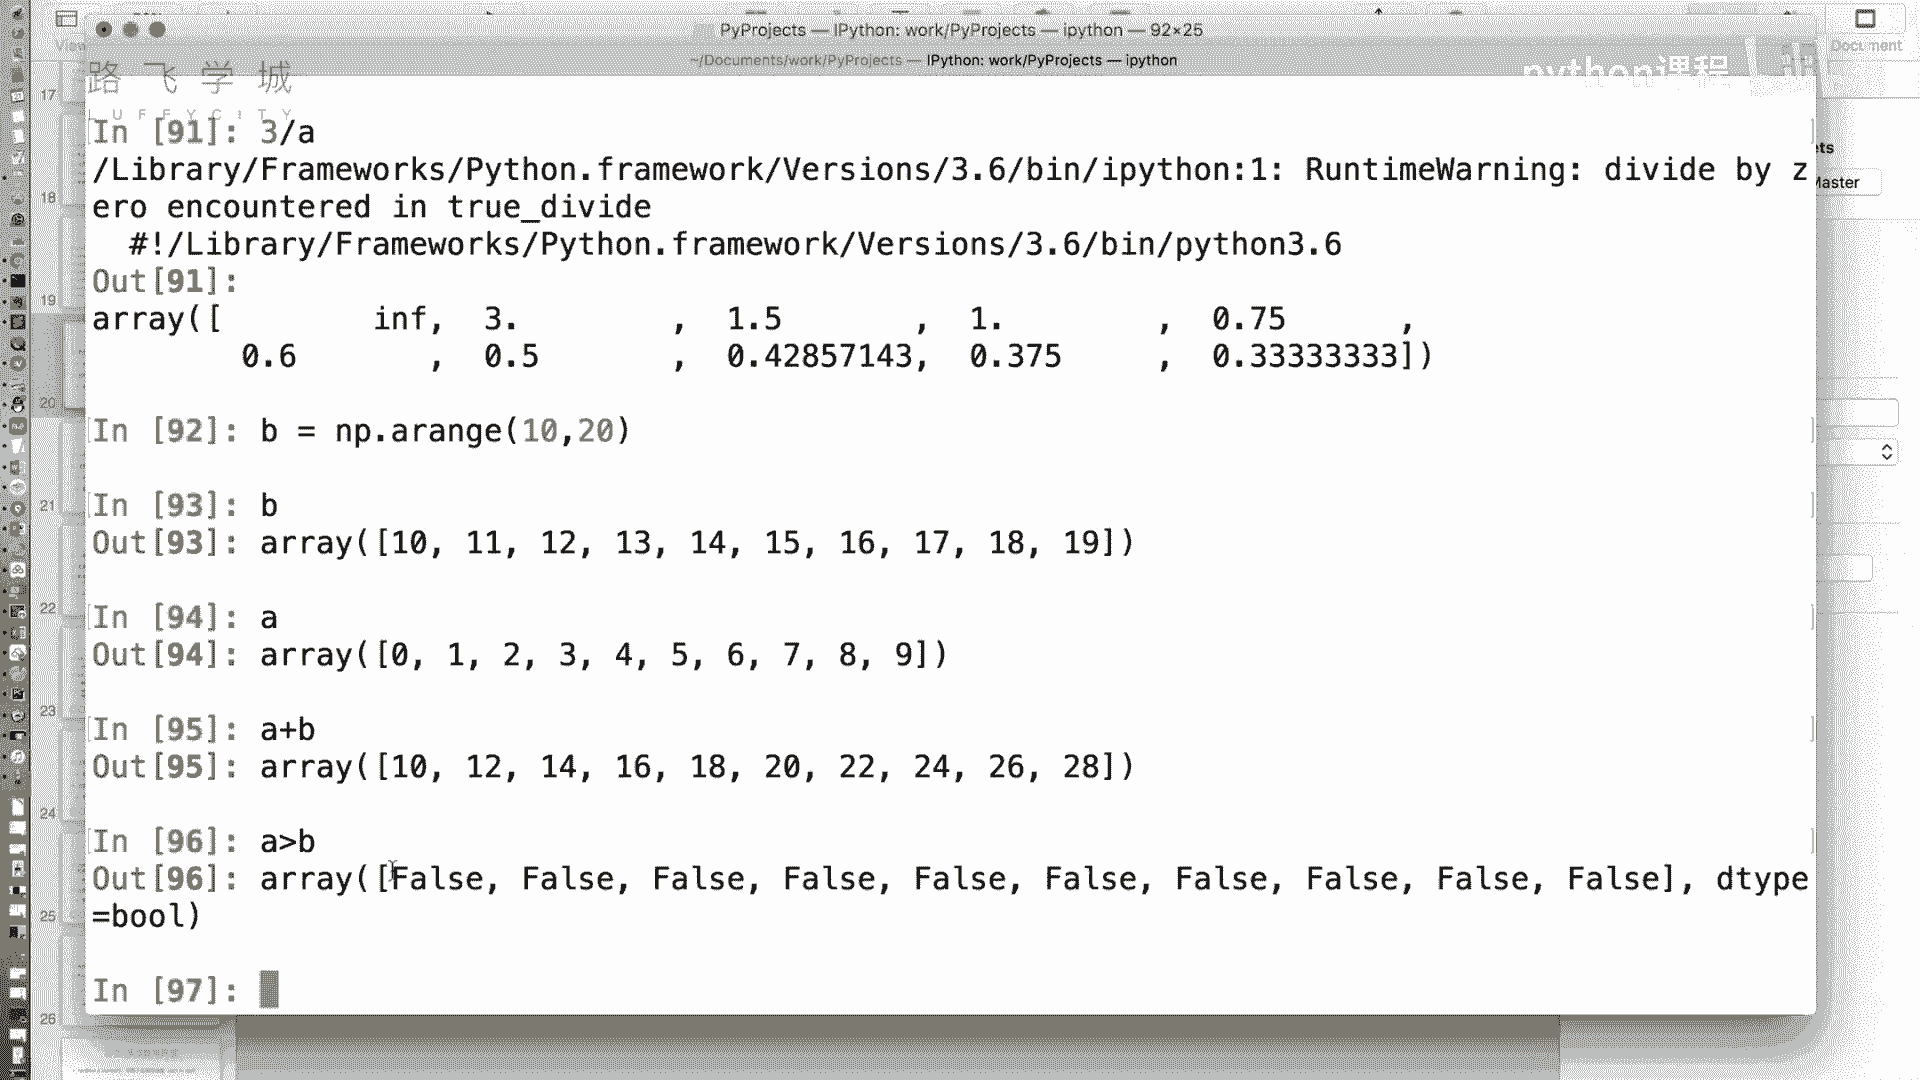 PyProjects — IPython: work/PyProjects — ipython — 92×25
~/Documents/work/PyProjects — IPython: work/PyProjects — ipython
View
Document
路飞学城
LUFFYCITY
python课程
ets
Master
17
18
19
20
21
22
23
24
25
26
In [91]: 3/a
/Library/Frameworks/Python.framework/Versions/3.6/bin/ipython:1: RuntimeWarning: divide by z
ero encountered in true_divide
  #!/Library/Frameworks/Python.framework/Versions/3.6/bin/python3.6
Out[91]:
array([        inf,  3.        ,  1.5       ,  1.        ,  0.75      ,
        0.6       ,  0.5       ,  0.42857143,  0.375     ,  0.33333333])
In [92]: b = np.arange(10,20)
In [93]: b
Out[93]: array([10, 11, 12, 13, 14, 15, 16, 17, 18, 19])
In [94]: a
Out[94]: array([0, 1, 2, 3, 4, 5, 6, 7, 8, 9])
In [95]: a+b
Out[95]: array([10, 12, 14, 16, 18, 20, 22, 24, 26, 28])
In [96]: a>b
Out[96]: array([False, False, False, False, False, False, False, False, False, False], dtype
=bool)
In [97]: